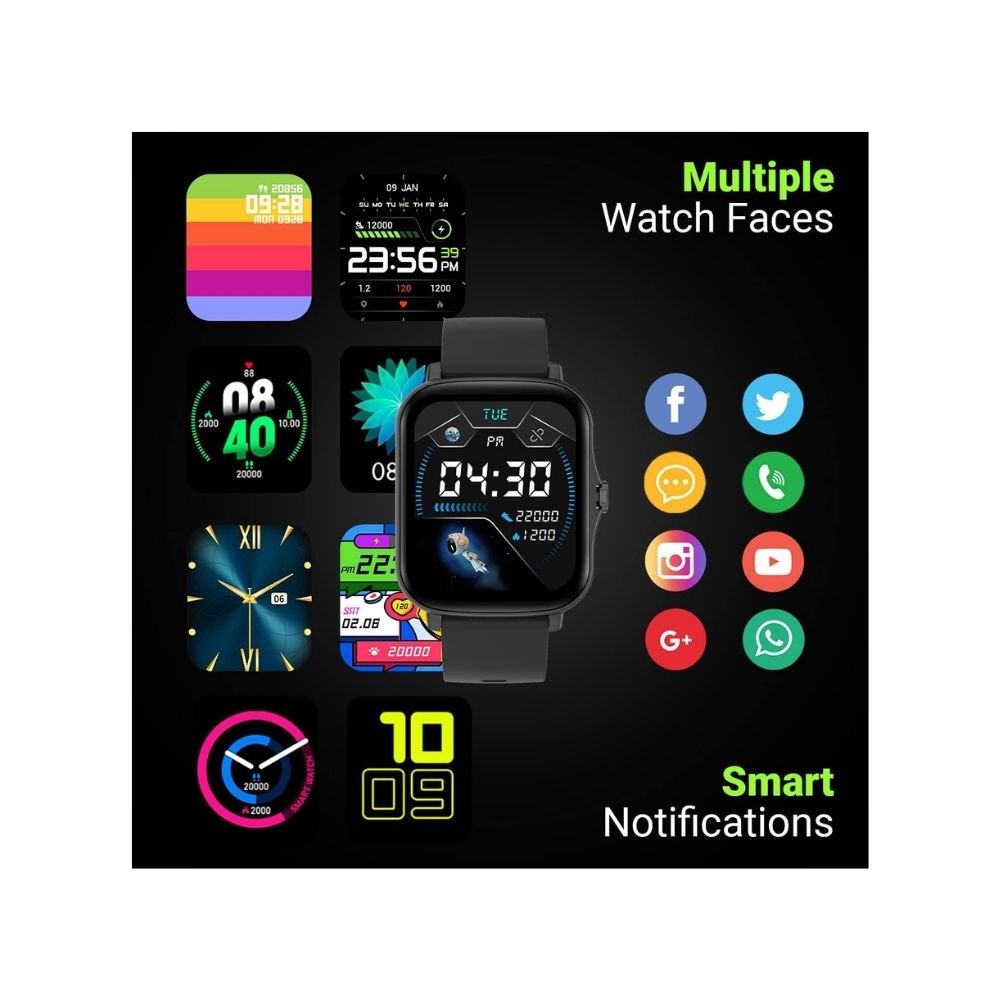 Multiple
Watch Faces
20856
09:28
MON 0928
09 JAN
SU MO TU WE TH FR SA
12000
23:56 39 PM
1.2 120 1200
88
08
2000 10.00
40
20000
08
TUE
PM
04:30
22000
1200
XII
06
VI
PM 22:
120
SAT
02.06
20000
G+
20000
SMART WATCH
2000
10
09
Smart
Notifications